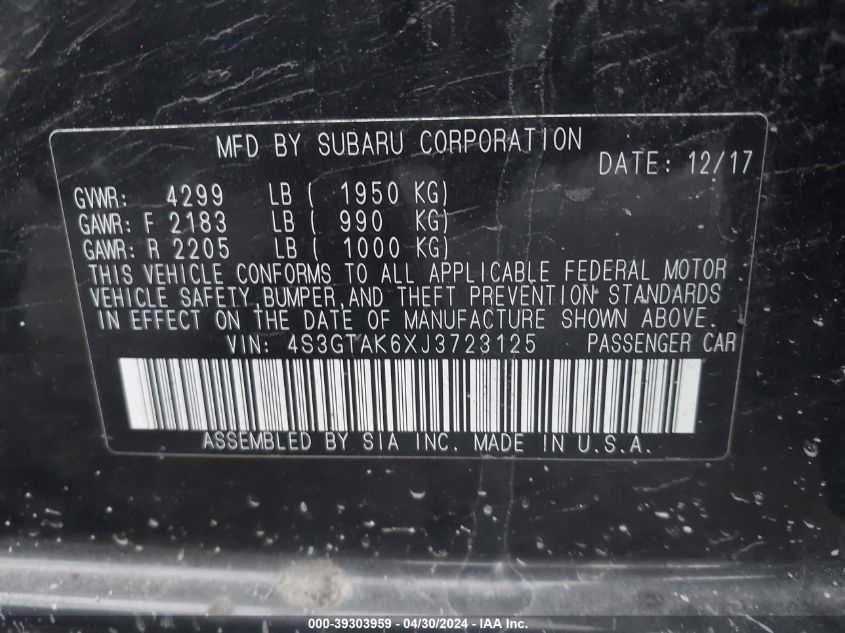 MFD BY SUBARU CORPORATION
DATE: 12/17
GVWR: 4299 LB ( 1950 KG)
GAWR: F 2183 LB ( 990 KG)
GAWR: R 2205 LB ( 1000 KG)
THIS VEHICLE CONFORMS TO ALL APPLICABLE FEDERAL MOTOR
VEHICLE SAFETY,BUMPER,AND THEFT PREVENTION STANDARDS
IN EFFECT ON THE DATE OF MANUFACTURE SHOWN ABOVE.
VIN: 4S3GTAK6XJ3723125 PASSENGER CAR
ASSEMBLED BY SIA INC. MADE IN U.S.A.
000-39303959 - 04/30/2024 - IAA Inc.